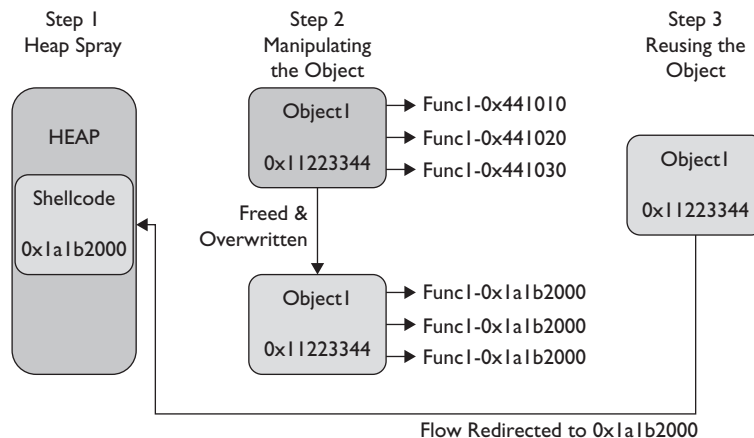 Step 1
Heap Spray
HEAP
Shellcode
0x1a1b2000
Step 2
Manipulating
the Object
Object1
0x11223344
Func1-0x441010
Func1-0x441020
Func1-0x441030
Freed &
Overwritten
Object1
0x11223344
Func1-0x1a1b2000
Func1-0x1a1b2000
Func1-0x1a1b2000
Step 3
Reusing the
Object
Object1
0x11223344
Flow Redirected to 0x1a1b2000